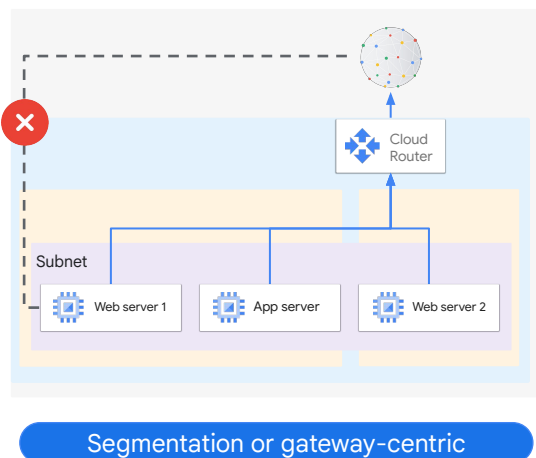 Cloud
Router
Subnet
Web server 1
App server
Web server 2
Segmentation or gateway-centric